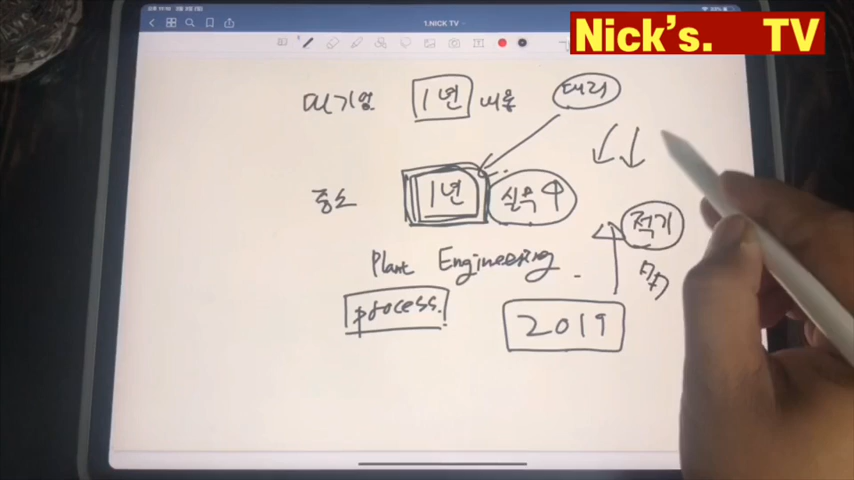 Nick's. TV
1.NICK TV
대기업 1년 비용 대리
중소 1년 실욕↑
적기
Plant Engineering
process.
2019